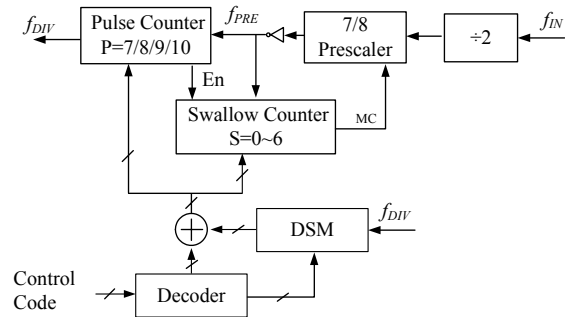 f_DIV
Pulse Counter
P=7/8/9/10
f_PRE
7/8
Prescaler
÷2
f_IN
En
Swallow Counter
S=0~6
MC
DSM
f_DIV
Control
Code
Decoder